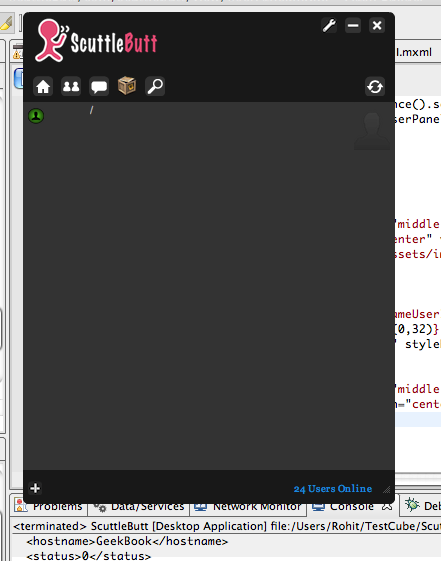 ScuttleButt
l.mxml
nce().s
serPanel
/
"middle
enter"
ssets/i
ameUser
[0,32)}
" style
"middle
n="cent
24 Users Online
Problems
Data/Services
Network Monitor
Console
Deb
<terminated> ScuttleButt [Desktop Application] file:/Users/Rohit/TestCube/Scut
<hostname>GeekBook</hostname>
<status>0</status>